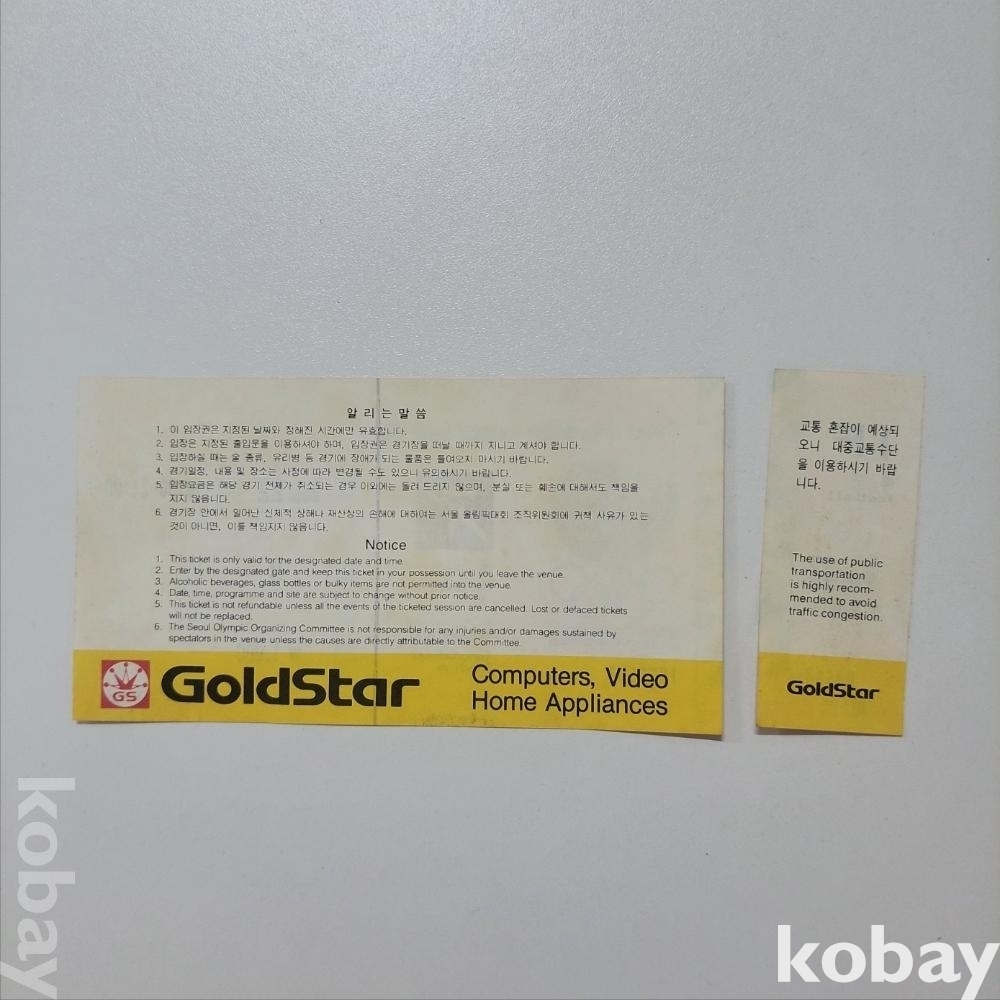 알 리 는 말 씀
1. 이 입장권은 지정된 날짜와 정해진 시간에만 유효합니다.
2. 입장은 지정된 출입문을 이용하셔야 하며, 입장권은 경기장을 떠날 때까지 지니고 계셔야 합니다.
3. 입장하실 때는 술 종류, 유리병 등 경기에 장애가 되는 물품은 들여오지 마시기 바랍니다.
4. 경기일정, 내용 및 장소는 사정에 따라 변경될 수도 있으니 유의하시기 바랍니다.
5. 입장요금은 해당 경기 전체가 취소되는 경우 이외에는 돌려 드리지 않으며, 분실 또는 훼손에 대해서도 책임을
지지 않읍니다.
6. 경기장 안에서 일어난 신체적 상해나 재산상의 손해에 대하여는 서울 올림픽대회 조직위원회에 귀책 사유가 있는
것이 아니면, 이를 책임지지 않읍니다.
Notice
1. This ticket is only valid for the designated date and time.
2. Enter by the designated gate and keep this ticket in your possession until you leave the venue.
3. Alcoholic beverages, glass bottles or bulky items are not permitted into the venue.
4. Date, time, programme and site are subject to change without prior notice.
5. This ticket is not refundable unless all the events of the ticketed session are cancelled. Lost or defaced tickets
will not be replaced.
6. The Seoul Olympic Organizing Committee is not responsible for any injuries and/or damages sustained by
spectators in the venue unless the causes are directly attributable to the Committee.
GS GoldStar
Computers, Video
Home Appliances
교통 혼잡이 예상되
오니 대중교통수단
을 이용하시기 바랍
니다.
The use of public
transportation
is highly recom-
mended to avoid
traffic congestion.
GoldStar
kobay
kobay